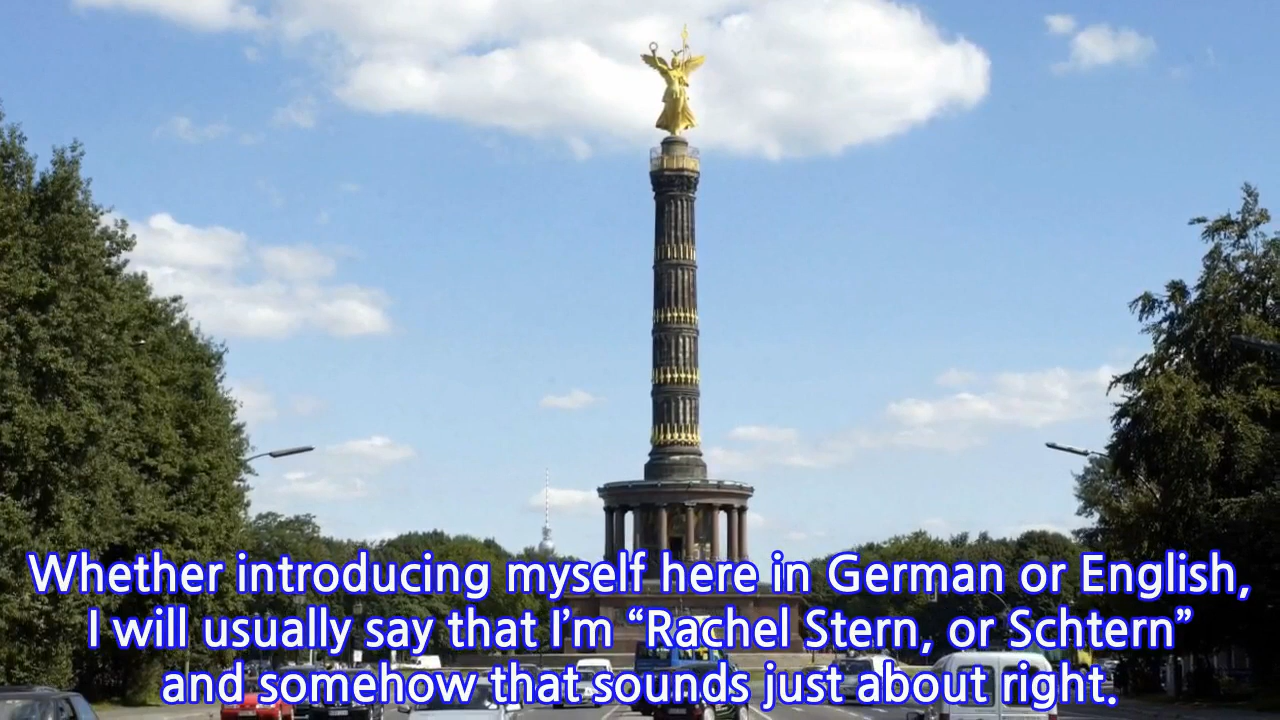 Whether introducing myself here in German or English,
I will usually say that I’m “Rachel Stern, or Schtern”
and somehow that sounds just about right.